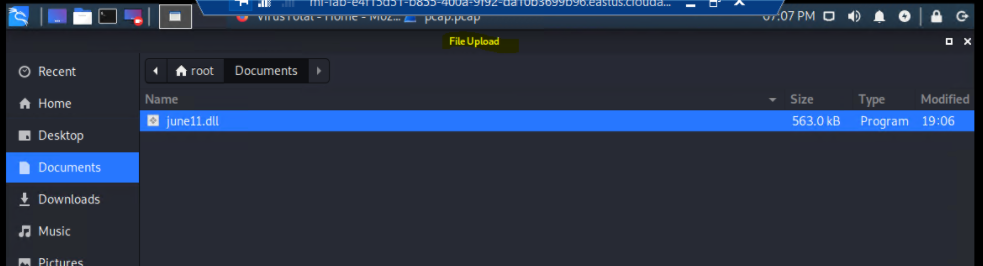 ml-lab-e4f15d51-b835-400a-9f92-da10b3699b96.eastus.clouda...
VirusTotal - Home - Moz... pcap.pcap 07:07 PM
File Upload
Recent root Documents
Home Name Size Type Modified
june11.dll 563.0 kB Program 19:06
Desktop
Documents
Downloads
Music
Pictures